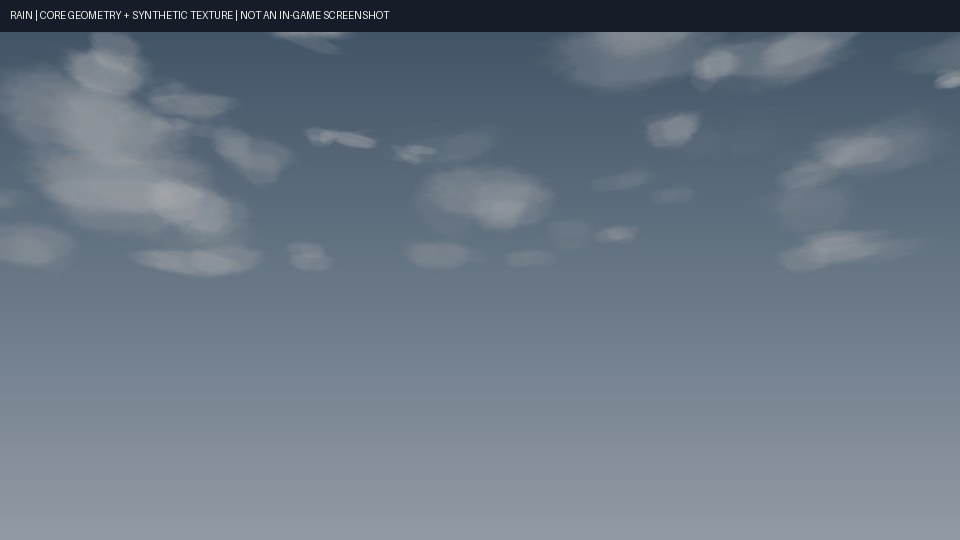 RAIN | CORE GEOMETRY + SYNTHETIC TEXTURE | NOT AN IN-GAME SCREENSHOT